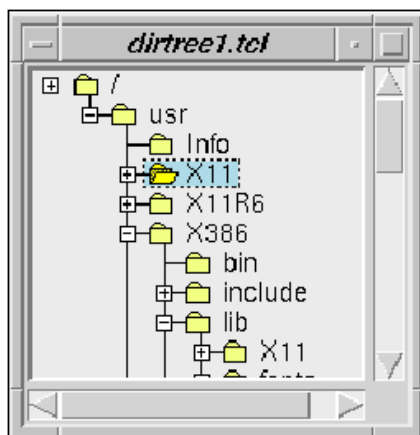 dirtree1.tcl
/
usr
Info
X11
X11R6
X386
bin
include
lib
X11